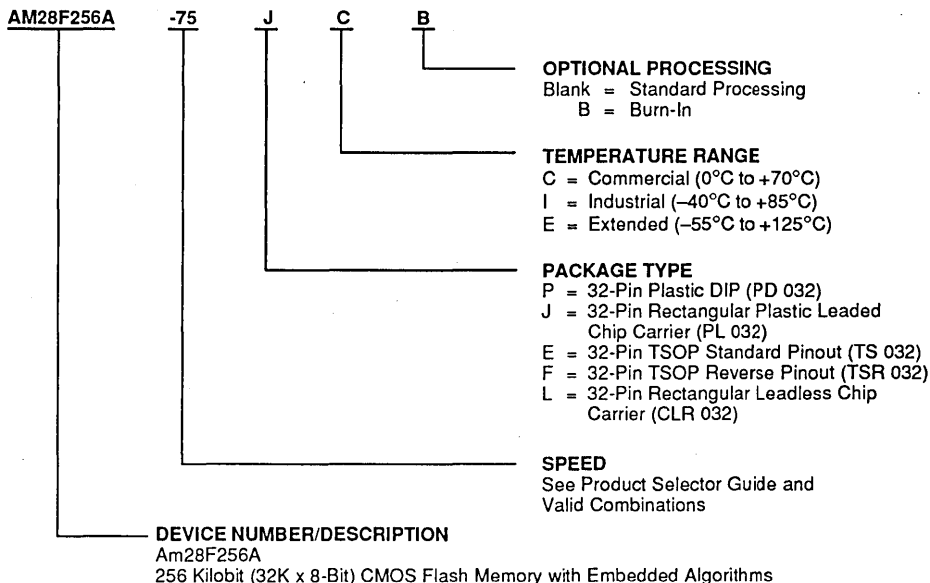 AM28F256A -75 J C B
OPTIONAL PROCESSING
Blank = Standard Processing
B = Burn-In
TEMPERATURE RANGE
C = Commercial (0°C to +70°C)
I = Industrial (–40°C to +85°C)
E = Extended (–55°C to +125°C)
PACKAGE TYPE
P = 32-Pin Plastic DIP (PD 032)
J = 32-Pin Rectangular Plastic Leaded
Chip Carrier (PL 032)
E = 32-Pin TSOP Standard Pinout (TS 032)
F = 32-Pin TSOP Reverse Pinout (TSR 032)
L = 32-Pin Rectangular Leadless Chip
Carrier (CLR 032)
SPEED
See Product Selector Guide and
Valid Combinations
DEVICE NUMBER/DESCRIPTION
Am28F256A
256 Kilobit (32K x 8-Bit) CMOS Flash Memory with Embedded Algorithms